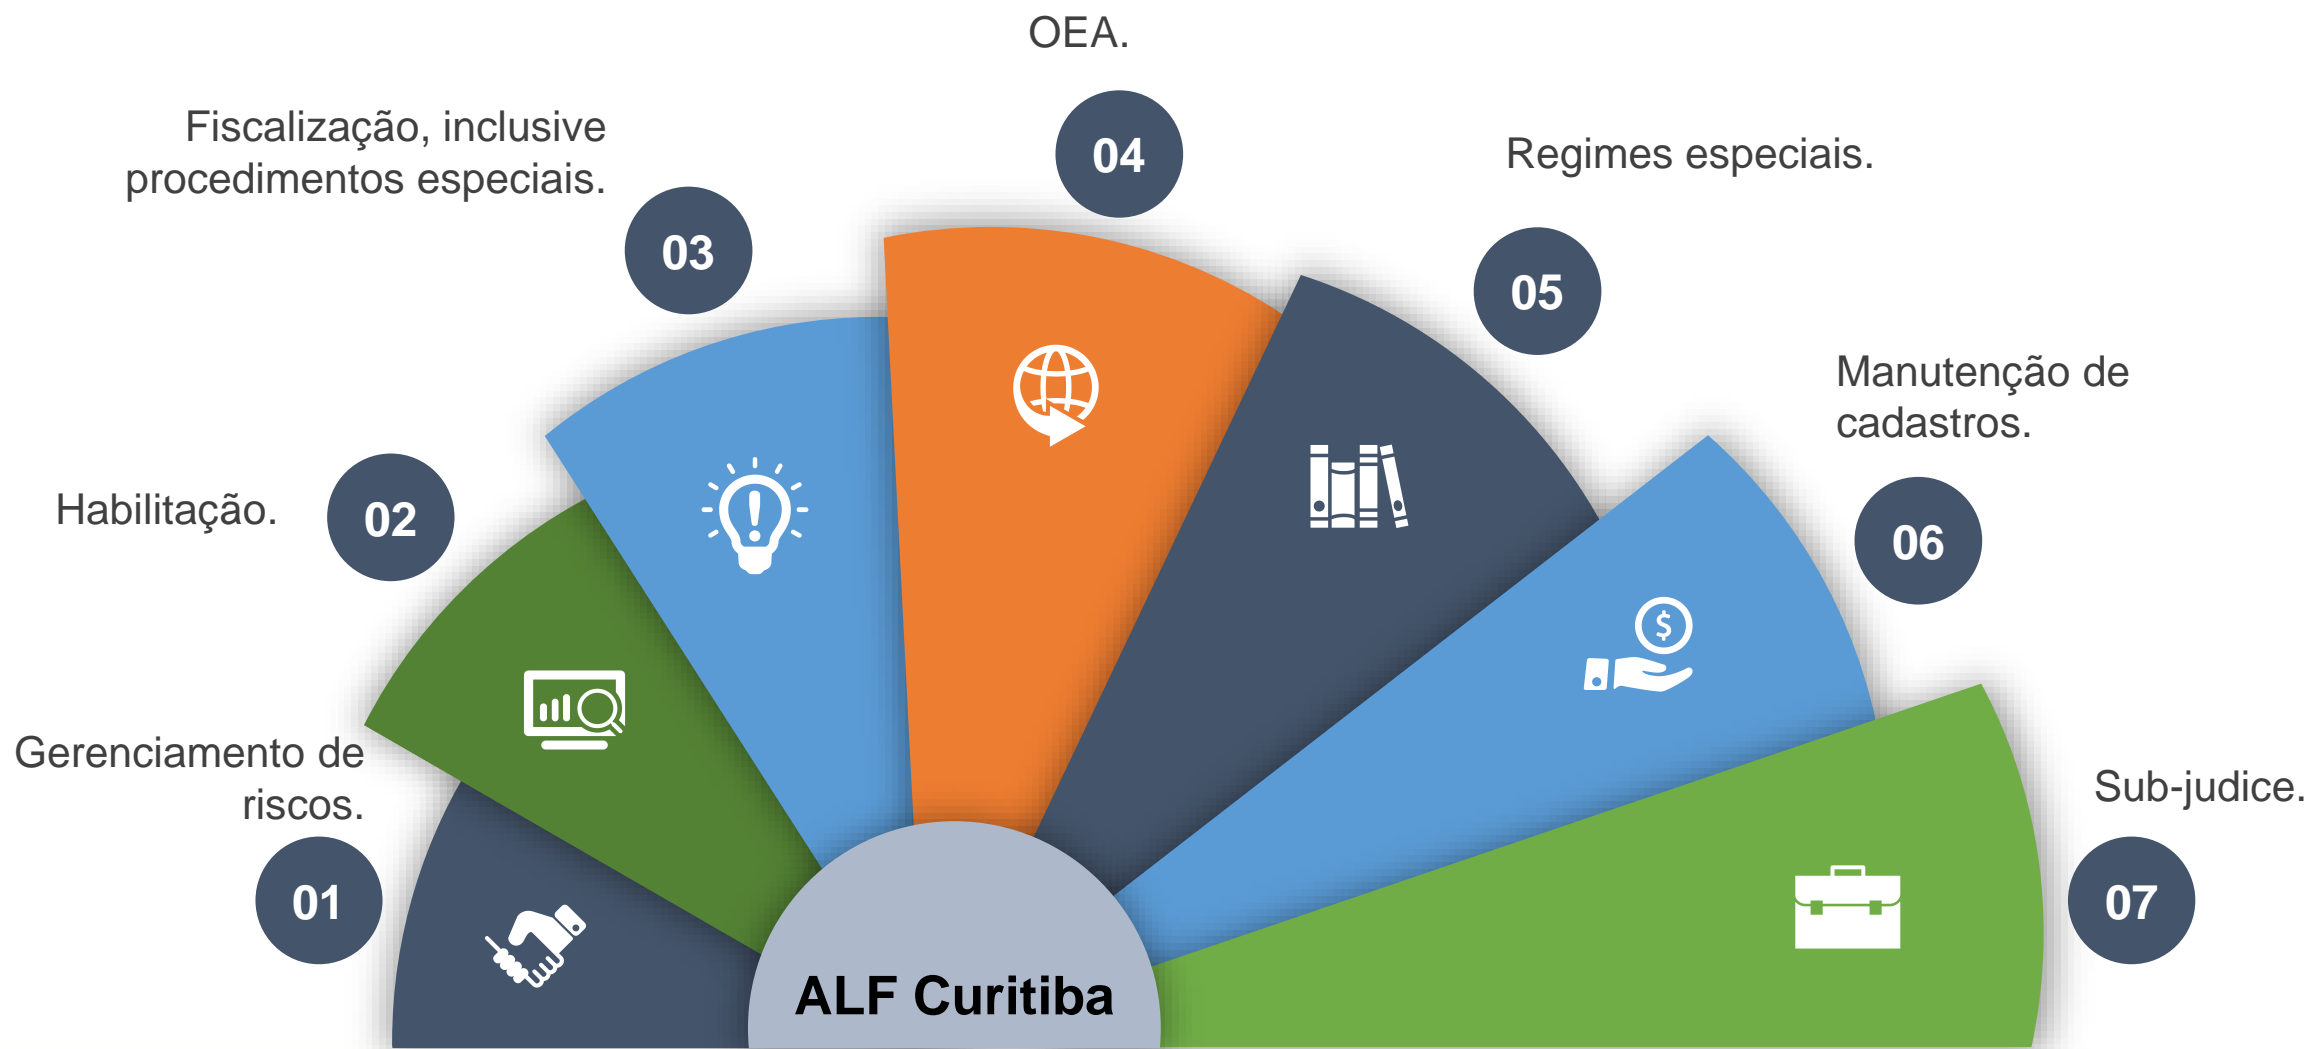 OEA.
04
Fiscalização, inclusive
procedimentos especiais.
03
Regimes especiais.
05
Manutenção de
cadastros.
06
Habilitação.
02
Gerenciamento de
riscos.
01
Sub-judice.
07
$
ALF Curitiba